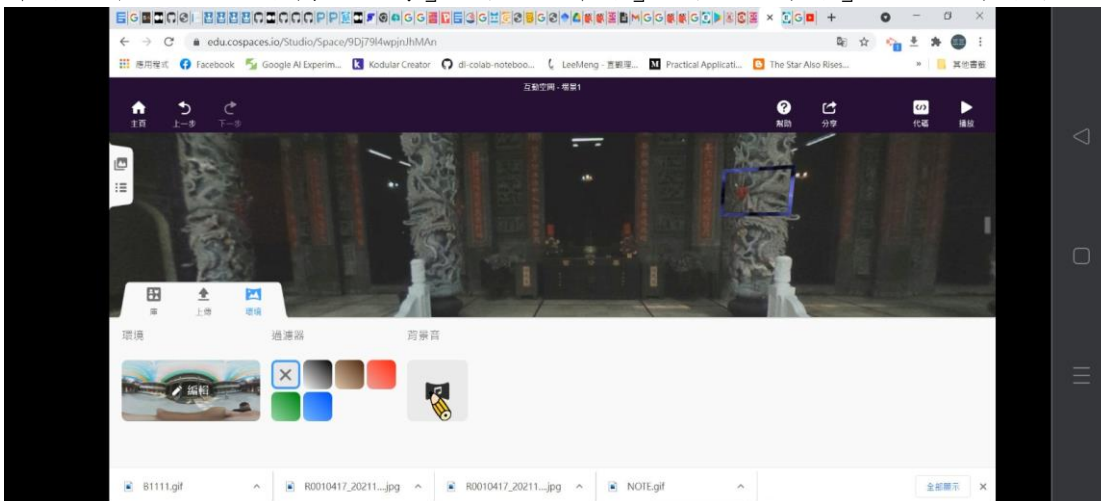 edu.cospaces.io/Studio/Space/9Dj79l4wpjnJhMAn
應用程式 Facebook Google AI Experim... Kodular Creator dl-colab-noteboo... LeeMeng - 直觀理... Practical Applicati... The Star Also Rises... » 其他書籤
互動空間 - 場景1
主頁 上一步 下一步 幫助 分享 代碼 播放
庫 上傳 環境
環境 過濾器 背景音
編輯
B1111.gif R0010417_20211....jpg R0010417_20211....jpg NOTE.gif 全部顯示